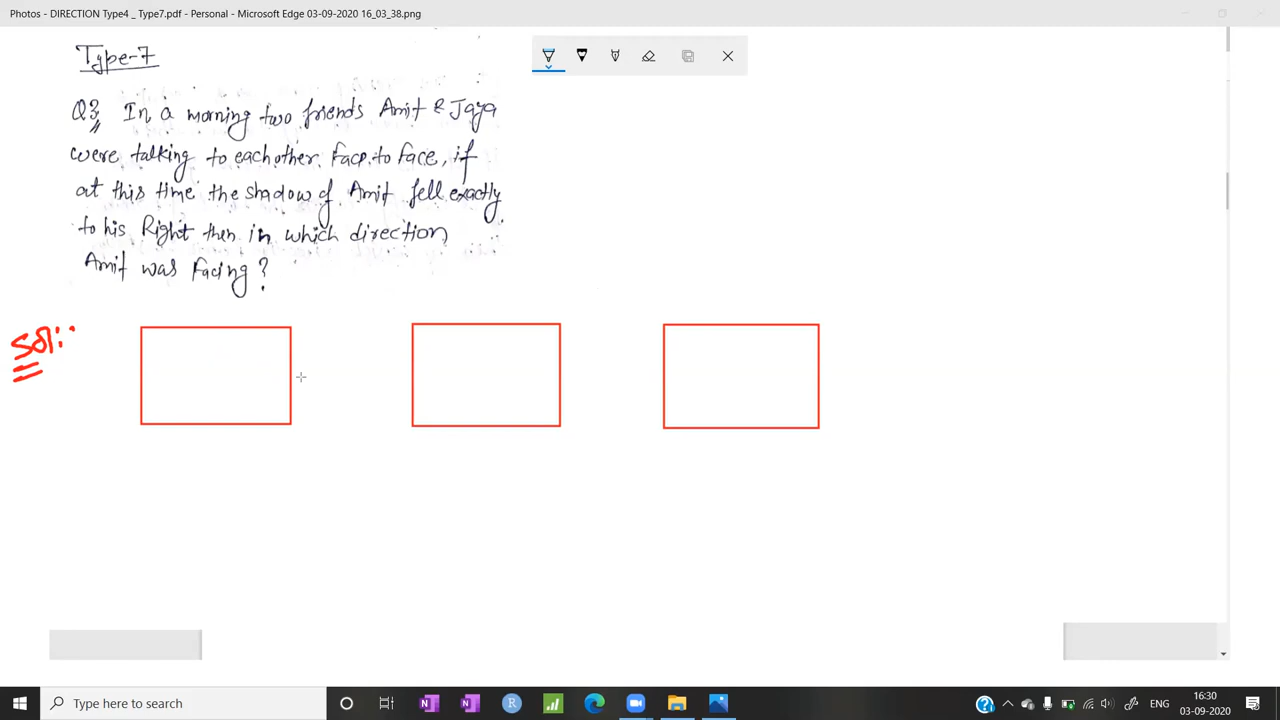 Photos - DIRECTION Type4 _ Type7.pdf - Personal - Microsoft Edge 03-09-2020 16_03_38.png
Type-7
Q3, In a morning two friends Amit & Jaya
were talking to eachother Face to face, if
at this time the shadow of Amit fell exactly
to his Right then in which direction
Amit was Facing?
Sol:
Type here to search
ENG
16:30
03-09-2020